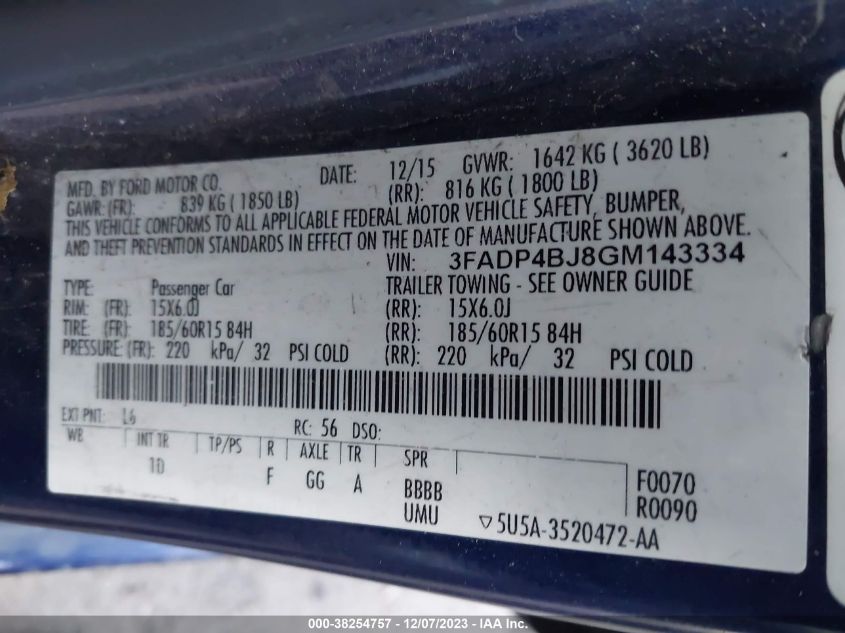 MFD. BY FORD MOTOR CO. DATE: 12/15 GVWR: 1642 KG ( 3620 LB)
GAWR: (FR): 839 KG ( 1850 LB) (RR): 816 KG ( 1800 LB)
THIS VEHICLE CONFORMS TO ALL APPLICABLE FEDERAL MOTOR VEHICLE SAFETY, BUMPER,
AND THEFT PREVENTION STANDARDS IN EFFECT ON THE DATE OF MANUFACTURE SHOWN ABOVE.
VIN: 3FADP4BJ8GM143334
TYPE: Passenger Car TRAILER TOWING - SEE OWNER GUIDE
RIM: (FR): 15X6.0J (RR): 15X6.0J
TIRE: (FR): 185/60R15 84H (RR): 185/60R15 84H
PRESSURE: (FR): 220 kPa/ 32 PSI COLD (RR): 220 kPa/ 32 PSI COLD
EXT PNT: L6 RC: 56 DSO:
WB INT TR TP/PS R AXLE TR SPR
1D F GG A BBBB F0070
UMU R0090
▽5U5A-3520472-AA
000-38254757 - 12/07/2023 - IAA Inc.